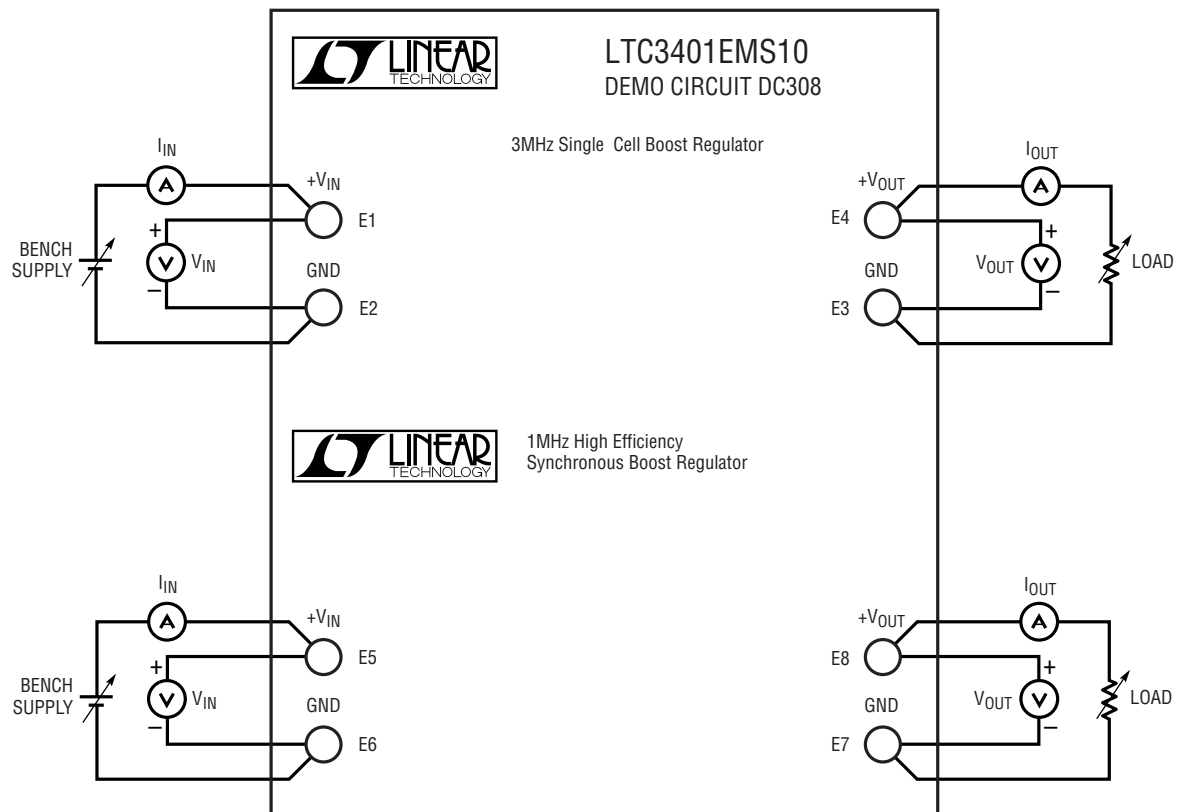 LINEAR
TECHNOLOGY
LTC3401EMS10
DEMO CIRCUIT DC308
3MHz Single Cell Boost Regulator
IIN
A
+VIN
E1
+
V
VIN
–
BENCH
SUPPLY
GND
E2
IOUT
A
+VOUT
E4
+
VOUT
V
–
LOAD
GND
E3
LINEAR
TECHNOLOGY
1MHz High Efficiency
Synchronous Boost Regulator
IIN
A
+VIN
E5
+
V
VIN
–
BENCH
SUPPLY
GND
E6
IOUT
A
+VOUT
E8
+
VOUT
V
–
LOAD
GND
E7